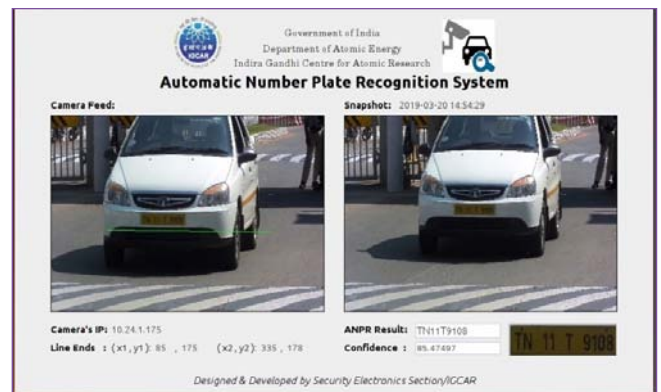 Government of India
Department of Atomic Energy
IGCAR
Indira Gandhi Centre for Atomic Research
Automatic Number Plate Recognition System
Camera Feed:
Snapshot: 2019-03-20 14:54:29
Camera's IP: 10.24.1.175
ANPR Result: TN11T9108
TN 11 T 9108
Line Ends : (x1,y1): 85 , 175 (x2,y2): 335 , 178
Confidence : 85.47497
Designed & Developed by Security Electronics Section/IGCAR